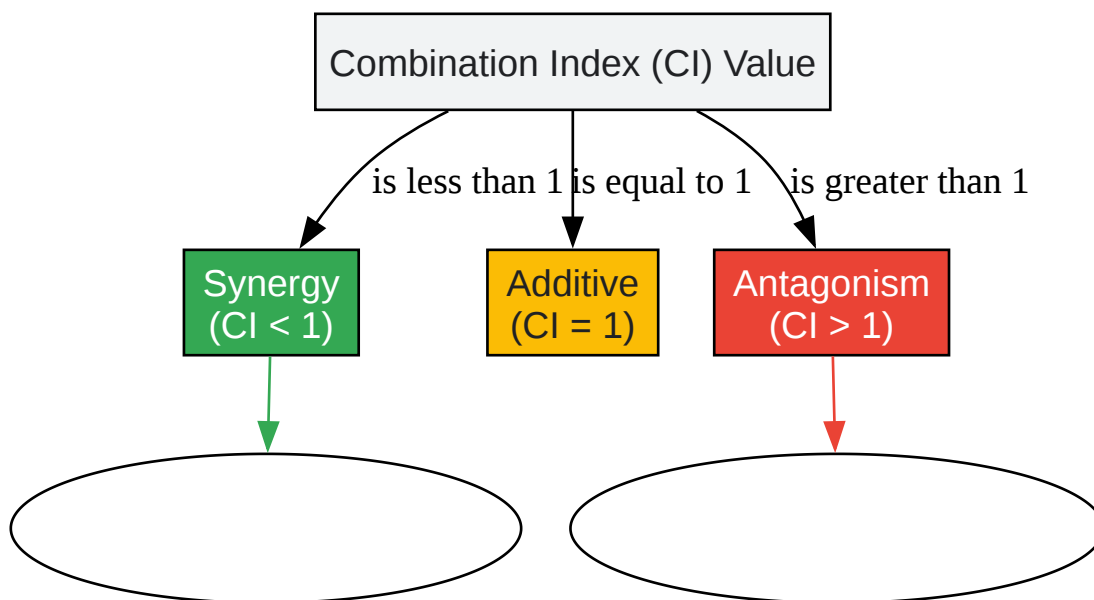 Combination Index (CI) Value
is less than 1
is equal to 1
is greater than 1
Synergy
(CI < 1)
Additive
(CI = 1)
Antagonism
(CI > 1)